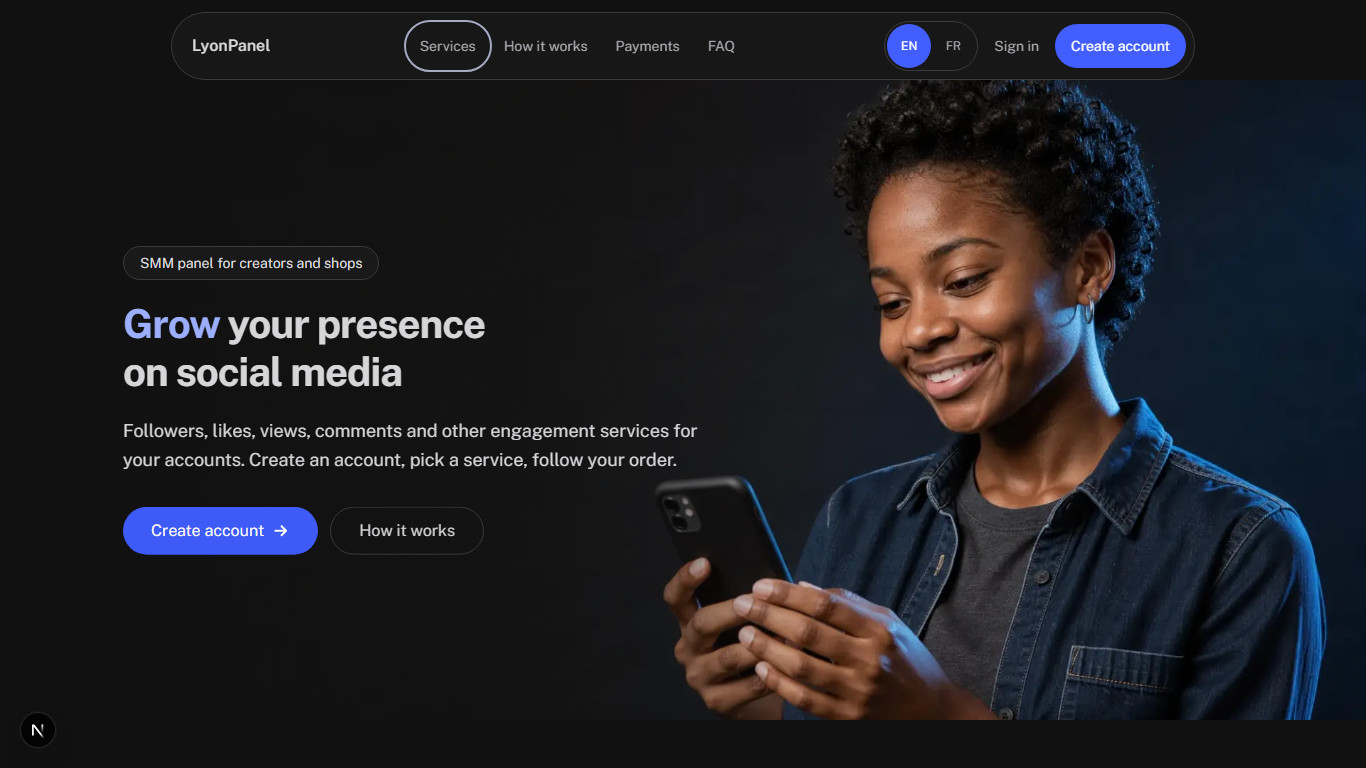 LyonPanel
Services
How it works
Payments
FAQ
EN
FR
Sign in
Create account
SMM panel for creators and shops
Grow your presence
on social media
Followers, likes, views, comments and other engagement services for
your accounts. Create an account, pick a service, follow your order.
Create account →
How it works
N